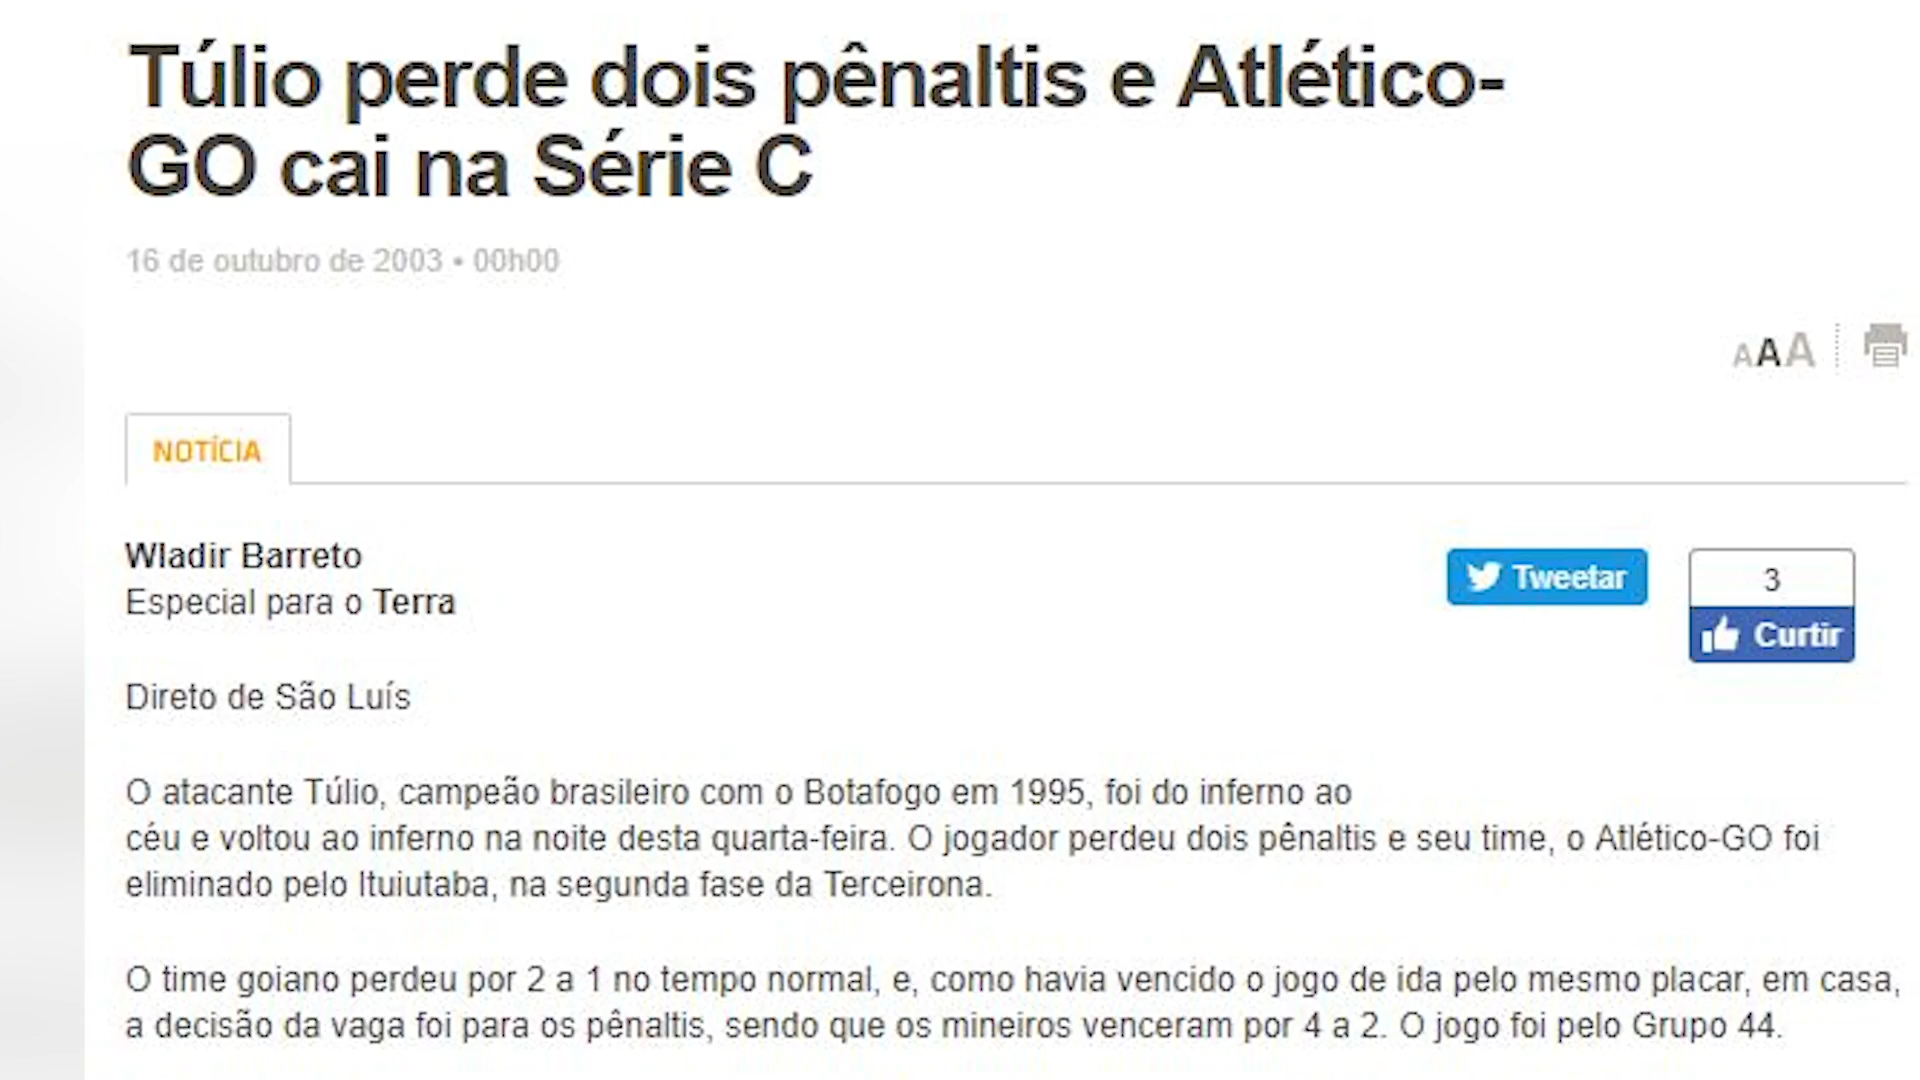 Túlio perde dois pênaltis e Atlético-
GO cai na Série C
16 de outubro de 2003 • 00h00
AAA
NOTÍCIA
Wladir Barreto
Especial para o Terra
Tweetar
3
Curtir
Direto de São Luís
O atacante Túlio, campeão brasileiro com o Botafogo em 1995, foi do inferno ao
céu e voltou ao inferno na noite desta quarta-feira. O jogador perdeu dois pênaltis e seu time, o Atlético-GO foi
eliminado pelo Ituiutaba, na segunda fase da Terceirona.
O time goiano perdeu por 2 a 1 no tempo normal, e, como havia vencido o jogo de ida pelo mesmo placar, em casa,
a decisão da vaga foi para os pênaltis, sendo que os mineiros venceram por 4 a 2. O jogo foi pelo Grupo 44.